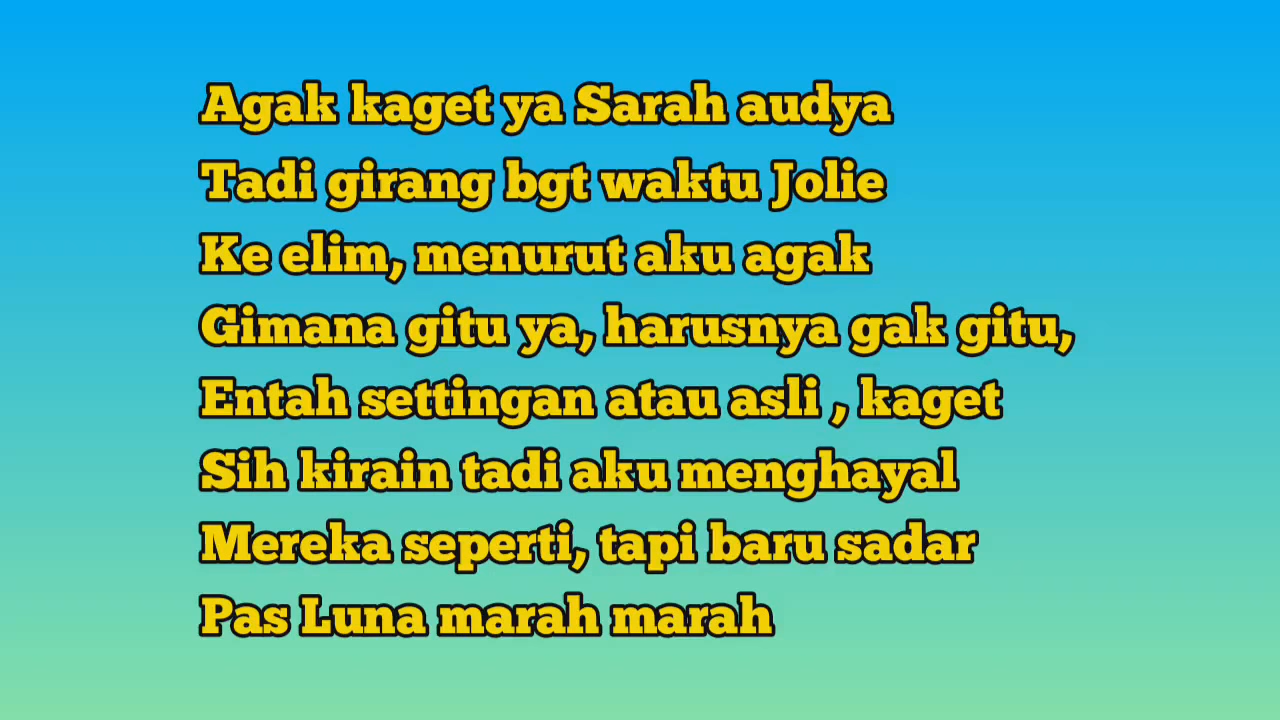 Agak kaget ya Sarah audya
Tadi girang bgt waktu Jolie
Ke elim, menurut aku agak
Gimana gitu ya, harusnya gak gitu,
Entah settingan atau asli , kaget
Sih kirain tadi aku menghayal
Mereka seperti, tapi baru sadar
Pas Luna marah marah